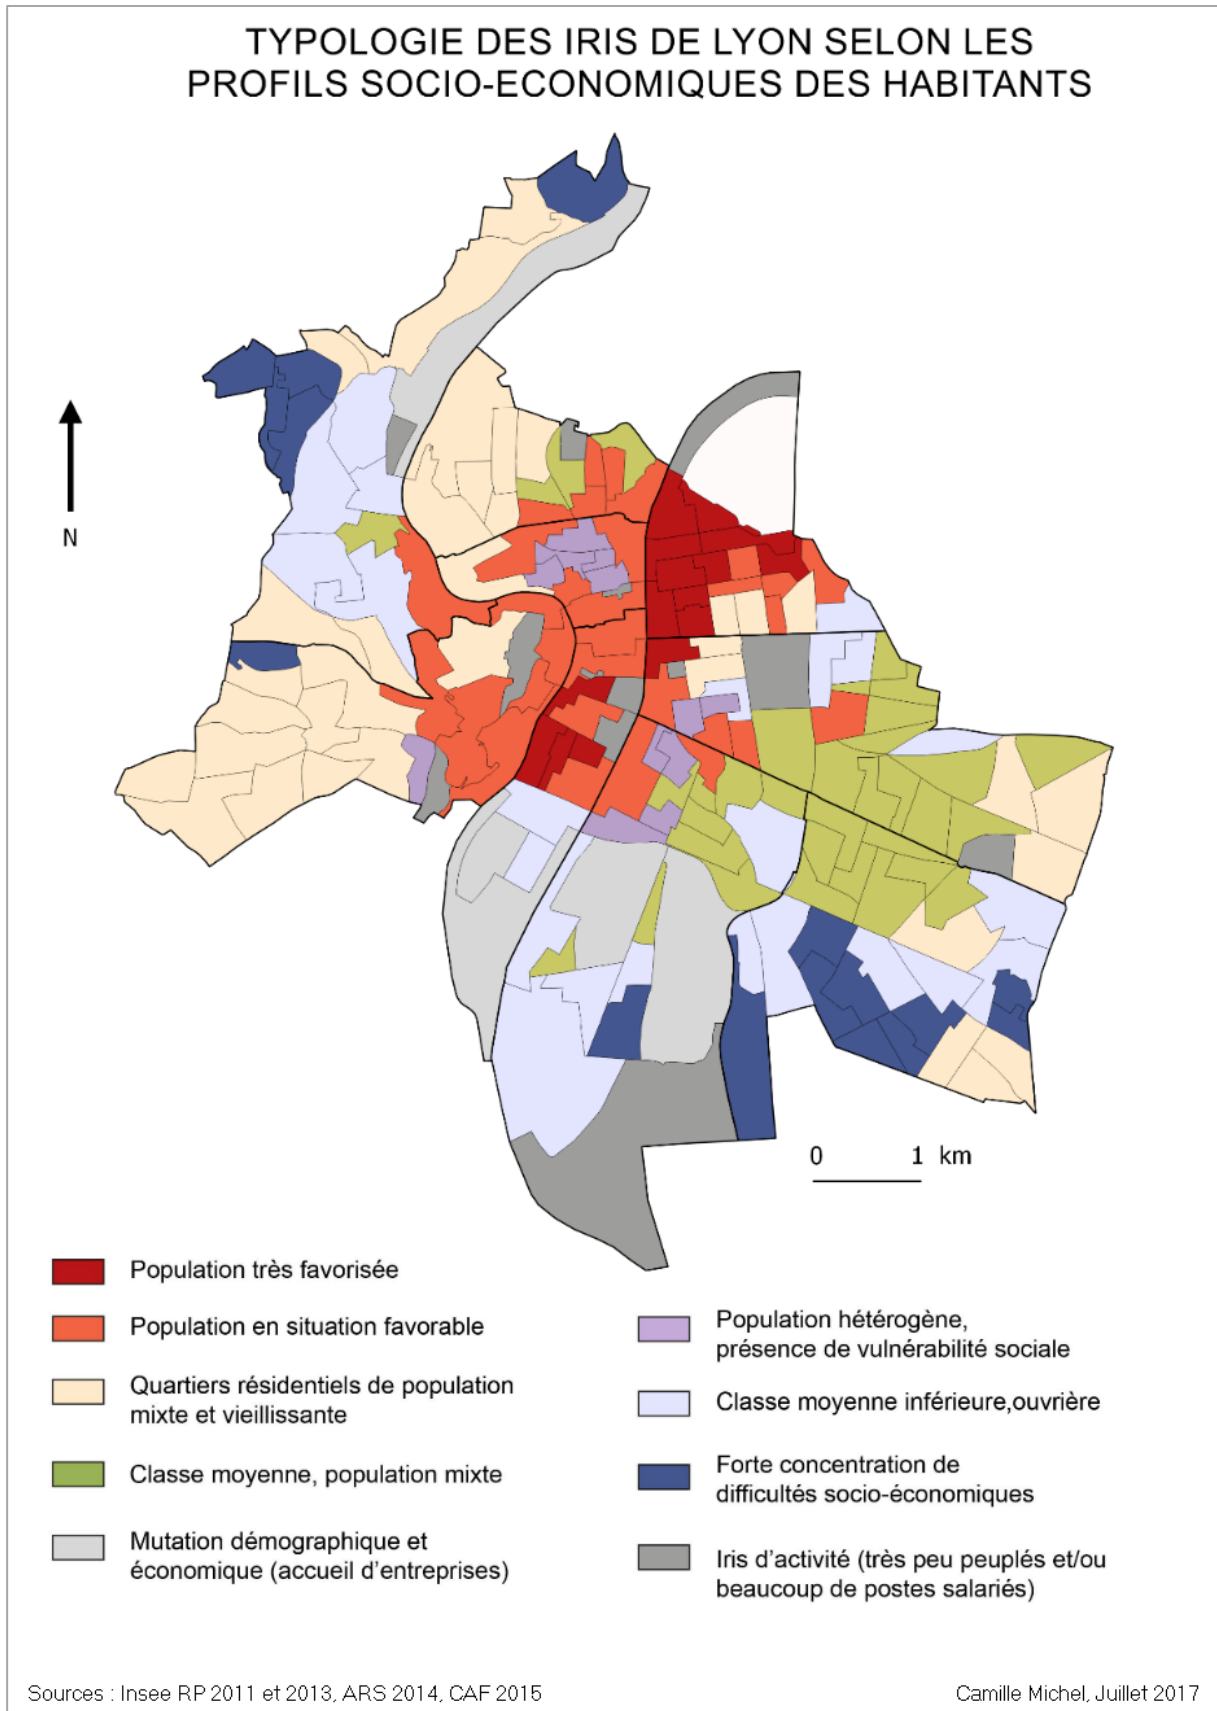 TYPOLOGIE DES IRIS DE LYON SELON LES
PROFILS SOCIO-ECONOMIQUES DES HABITANTS
N
0 1 km
Population très favorisée
Population en situation favorable
Quartiers résidentiels de population
mixte et vieillissante
Classe moyenne, population mixte
Mutation démographique et
économique (accueil d'entreprises)
Population hétérogène,
présence de vulnérabilité sociale
Classe moyenne inférieure,ouvrière
Forte concentration de
difficultés socio-économiques
Iris d'activité (très peu peuplés et/ou
beaucoup de postes salariés)
Sources : Insee RP 2011 et 2013, ARS 2014, CAF 2015
Camille Michel, Juillet 2017